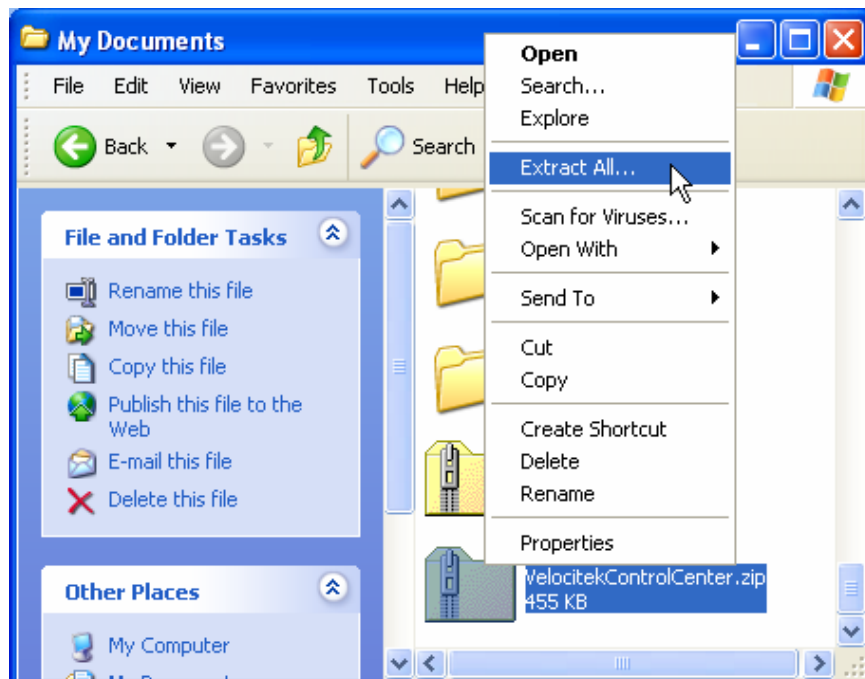 My Documents
File Edit View Favorites Tools Help
Back
Search
File and Folder Tasks
Rename this file
Move this file
Copy this file
Publish this file to the
Web
E-mail this file
Delete this file
Other Places
My Computer
Open
Search...
Explore
Extract All...
Scan for Viruses...
Open With
Send To
Cut
Copy
Create Shortcut
Delete
Rename
Properties
VelocitekControlCenter.zip
455 KB